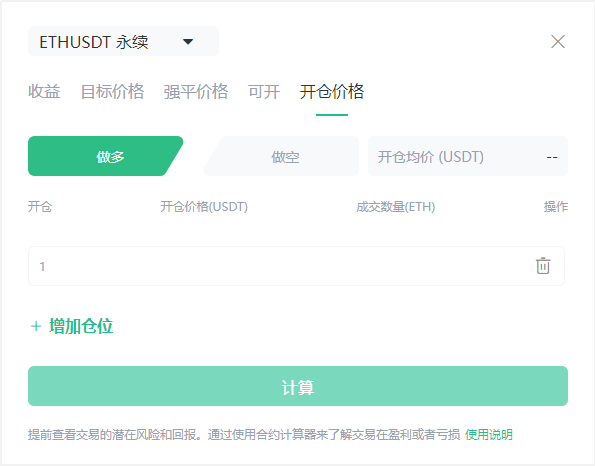 ETHUSDT 永续
收益 目标价格 强平价格 可开 开仓价格
做多 做空 开仓均价 (USDT) --
开仓 开仓价格(USDT) 成交数量(ETH) 操作
1
+ 增加仓位
计算
提前查看交易的潜在风险和回报。通过使用合约计算器来了解交易在盈利或者亏损 使用说明